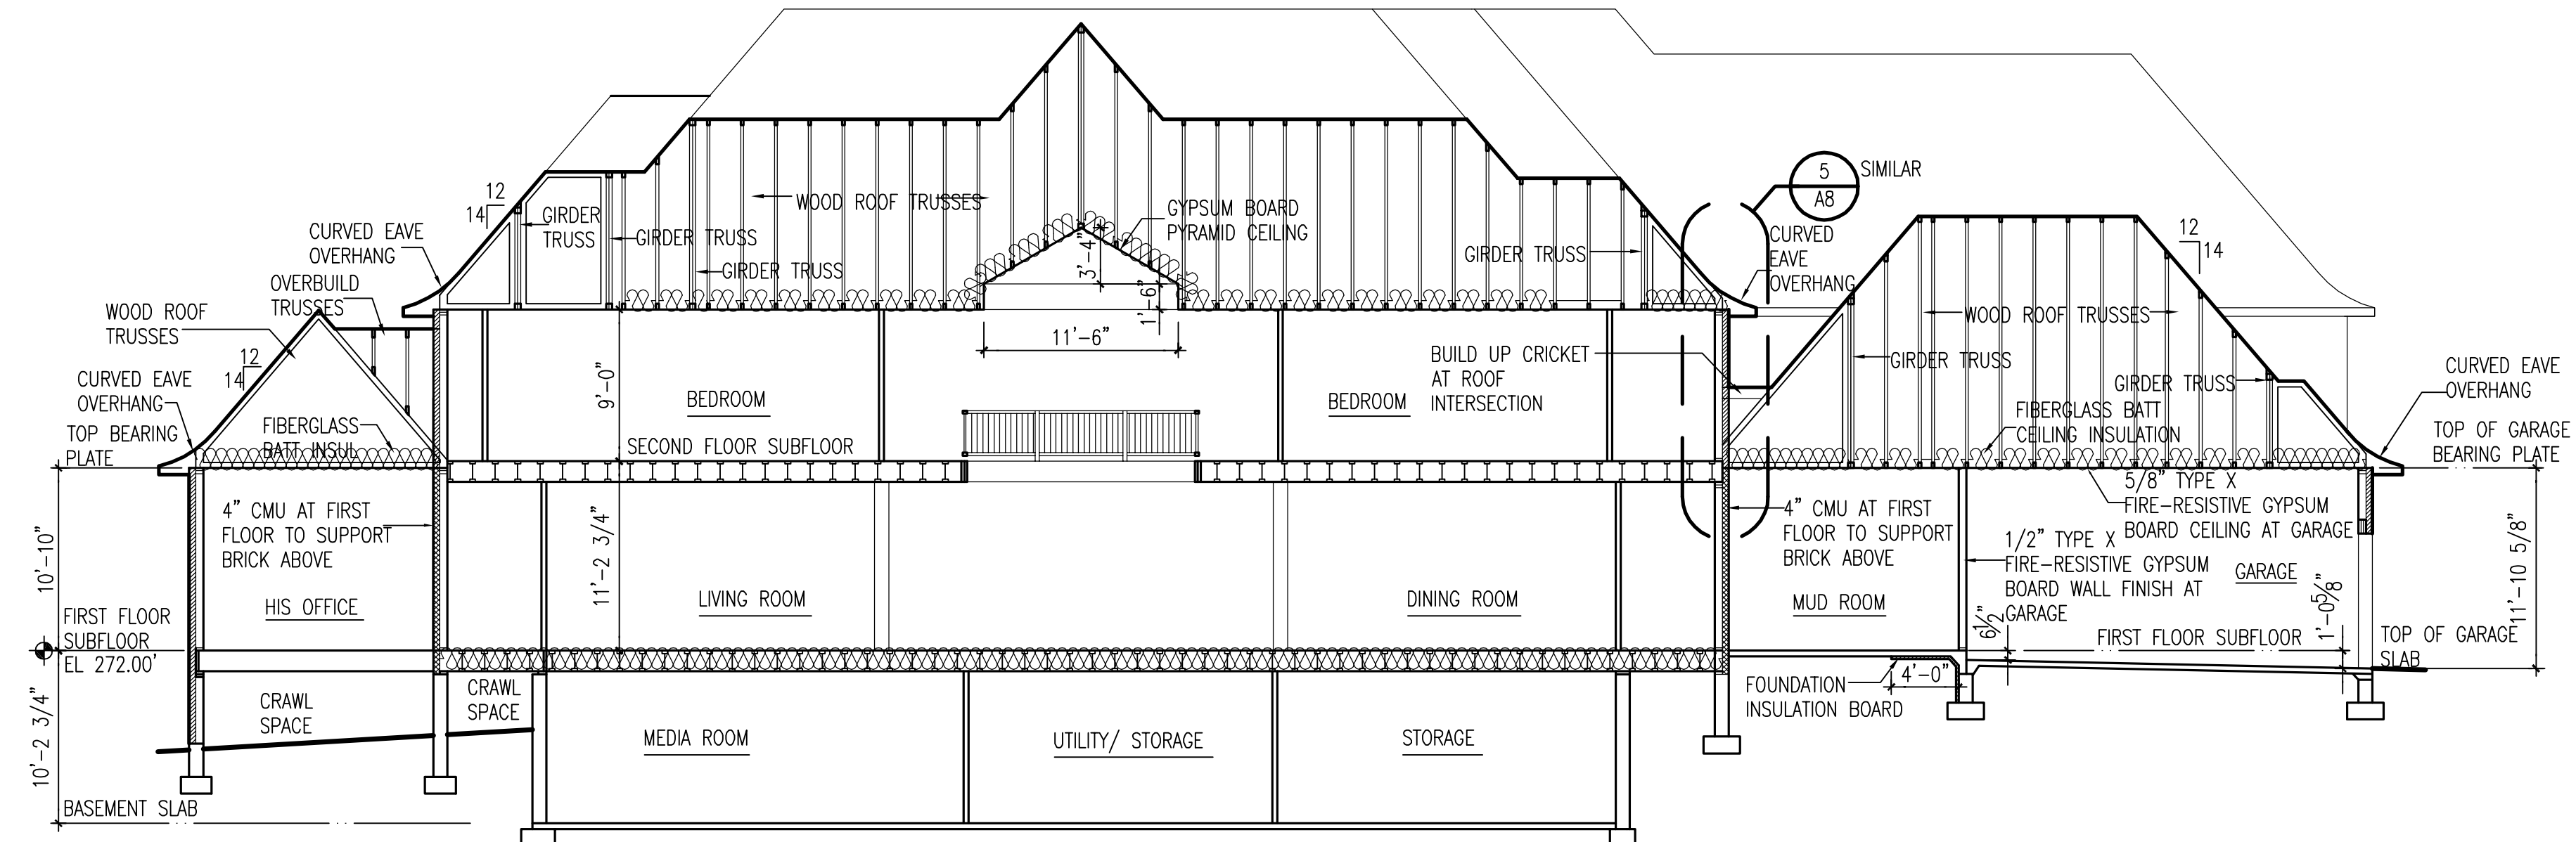 5
A8
SIMILAR
12
14
GIRDER
TRUSS
WOOD ROOF TRUSSES
GYPSUM BOARD
PYRAMID CEILING
CURVED EAVE
OVERHANG
GIRDER TRUSS
GIRDER TRUSS
3'-4"
1'-6"
11'-6"
GIRDER TRUSS
CURVED
EAVE
OVERHANG
12
14
OVERBUILD
TRUSSES
WOOD ROOF
TRUSSES
12
14
CURVED EAVE
OVERHANG
TOP BEARING
PLATE
FIBERGLASS
BATT INSUL
9'-0"
BEDROOM
BEDROOM
BUILD UP CRICKET
AT ROOF
INTERSECTION
WOOD ROOF TRUSSES
GIRDER TRUSS
GIRDER TRUSS
CURVED EAVE
OVERHANG
FIBERGLASS BATT
CEILING INSULATION
TOP OF GARAGE
BEARING PLATE
SECOND FLOOR SUBFLOOR
4" CMU AT FIRST
FLOOR TO SUPPORT
BRICK ABOVE
4" CMU AT FIRST
FLOOR TO SUPPORT
BRICK ABOVE
5/8" TYPE X
FIRE-RESISTIVE GYPSUM
BOARD CEILING AT GARAGE
1/2" TYPE X
FIRE-RESISTIVE GYPSUM
BOARD WALL FINISH AT
GARAGE
GARAGE
10'-10"
11'-2 3/4"
11'-10 5/8"
HIS OFFICE
LIVING ROOM
DINING ROOM
MUD ROOM
FIRST FLOOR
SUBFLOOR
EL 272.00'
6 1/2"
FIRST FLOOR SUBFLOOR
1'-0 5/8"
TOP OF GARAGE
SLAB
4'-0"
FOUNDATION
INSULATION BOARD
CRAWL
SPACE
CRAWL
SPACE
10'-2 3/4"
MEDIA ROOM
UTILITY/ STORAGE
STORAGE
BASEMENT SLAB